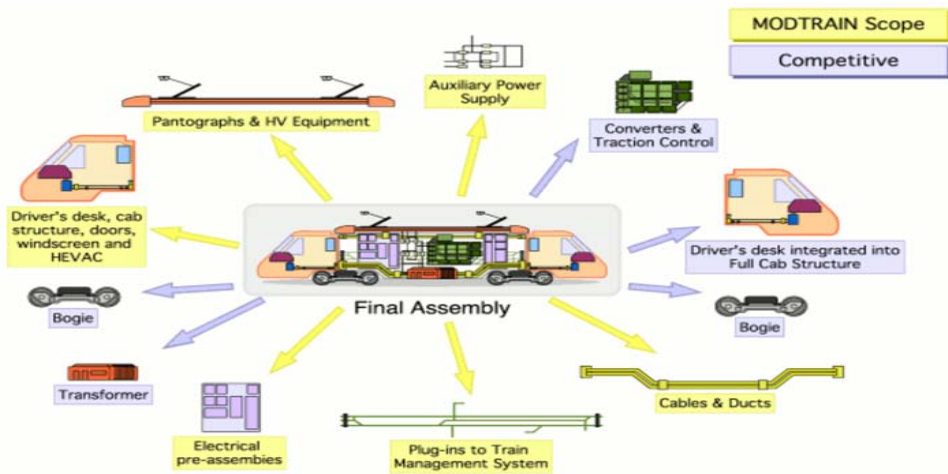 MODTRAIN Scope
Competitive
Auxiliary Power
Supply
Pantographs & HV Equipment
Converters &
Traction Control
Driver's desk, cab
structure, doors,
windscreen and
HEVAC
Driver's desk integrated into
Full Cab Structure
Final Assembly
Bogie
Bogie
Transformer
Cables & Ducts
Electrical
pre-assembies
Plug-ins to Train
Management System